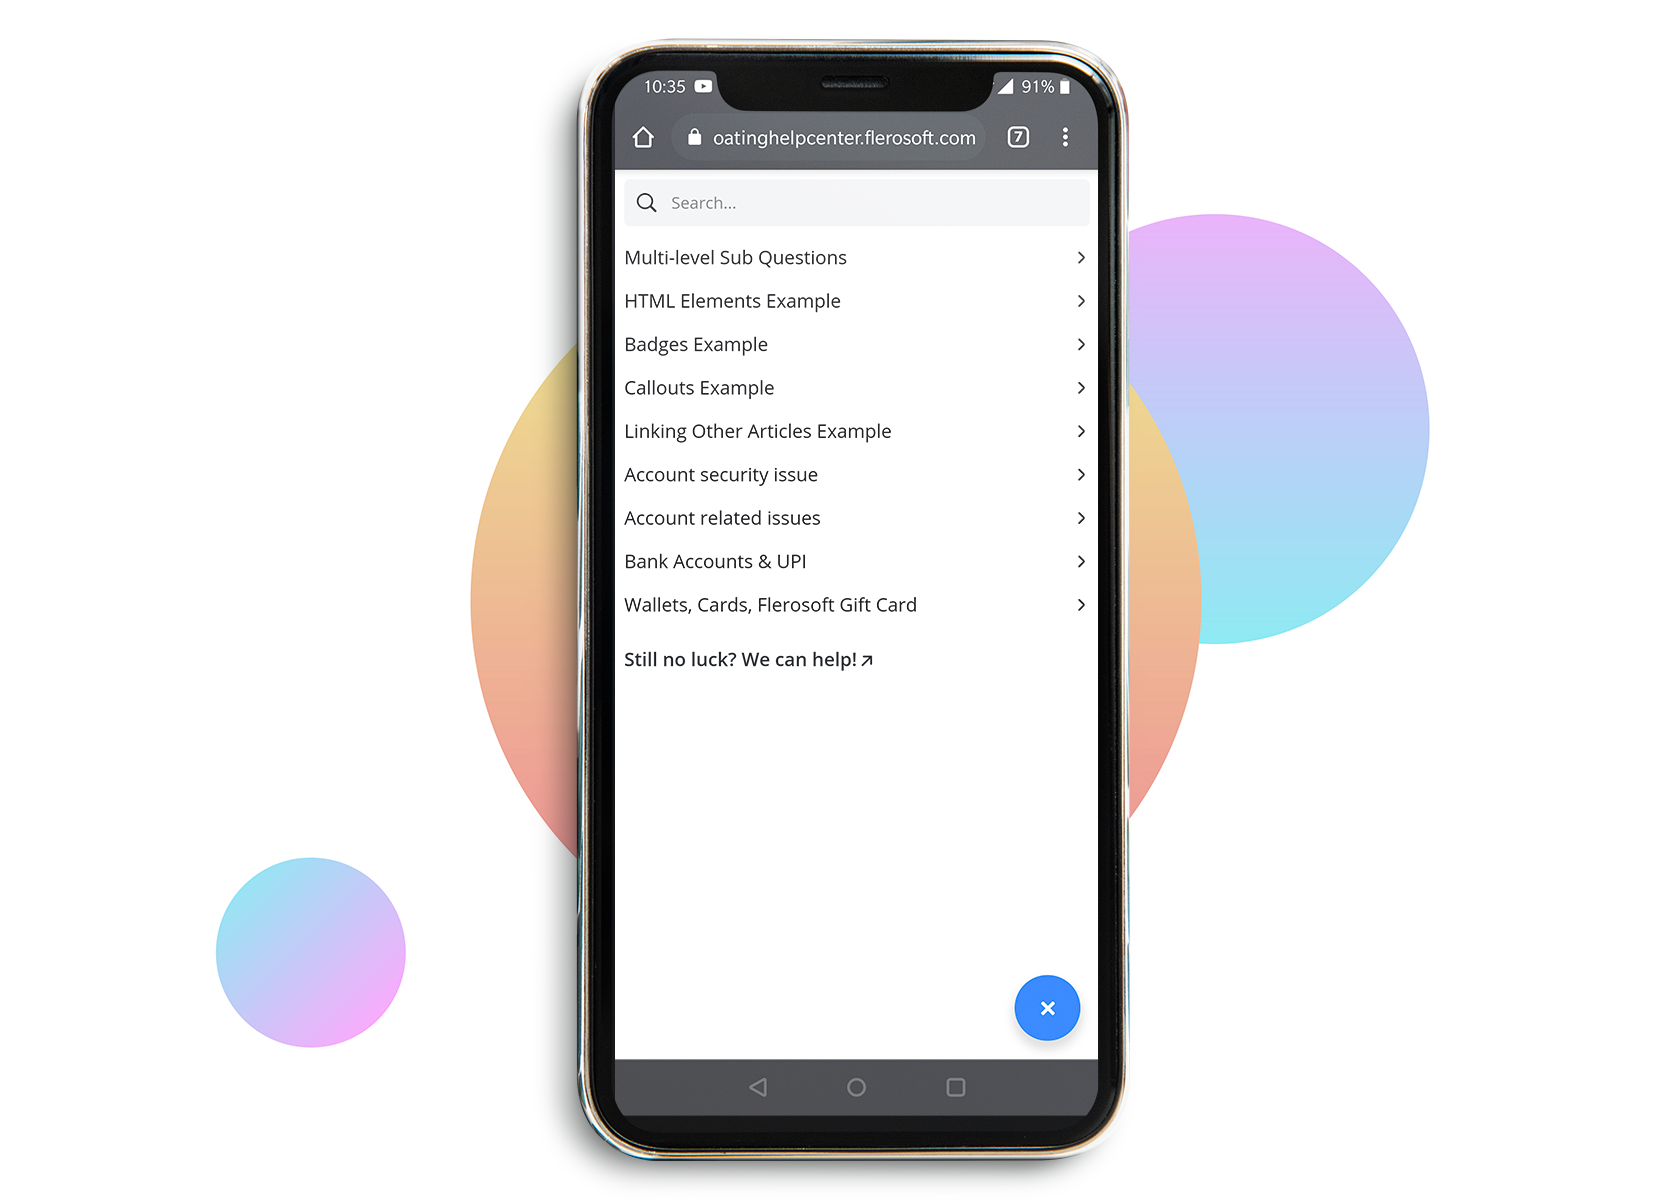 10:35 91%
oatinghelpcenter.flerosoft.com 7
Search...
Multi-level Sub Questions
HTML Elements Example
Badges Example
Callouts Example
Linking Other Articles Example
Account security issue
Account related issues
Bank Accounts & UPI
Wallets, Cards, Flerosoft Gift Card
Still no luck? We can help!